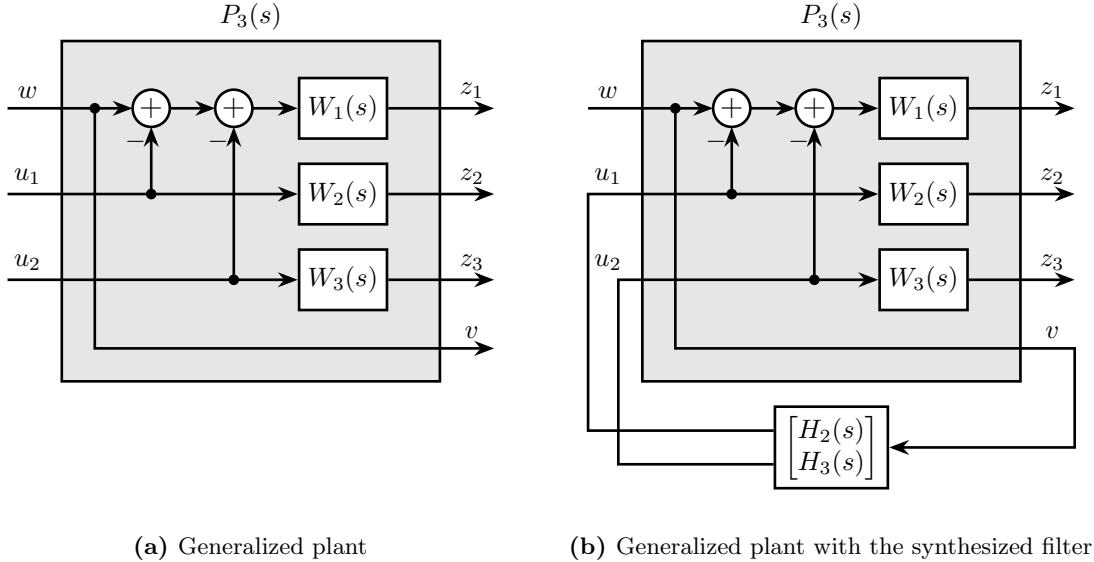 P₃(s)
w
+
+
W₁(s)
z₁
−
−
u₁
W₂(s)
z₂
u₂
W₃(s)
z₃
v
(a) Generalized plant
P₃(s)
w
+
+
W₁(s)
z₁
−
−
u₁
W₂(s)
z₂
u₂
W₃(s)
z₃
v
[H₂(s)]
[H₃(s)]
(b) Generalized plant with the synthesized filter